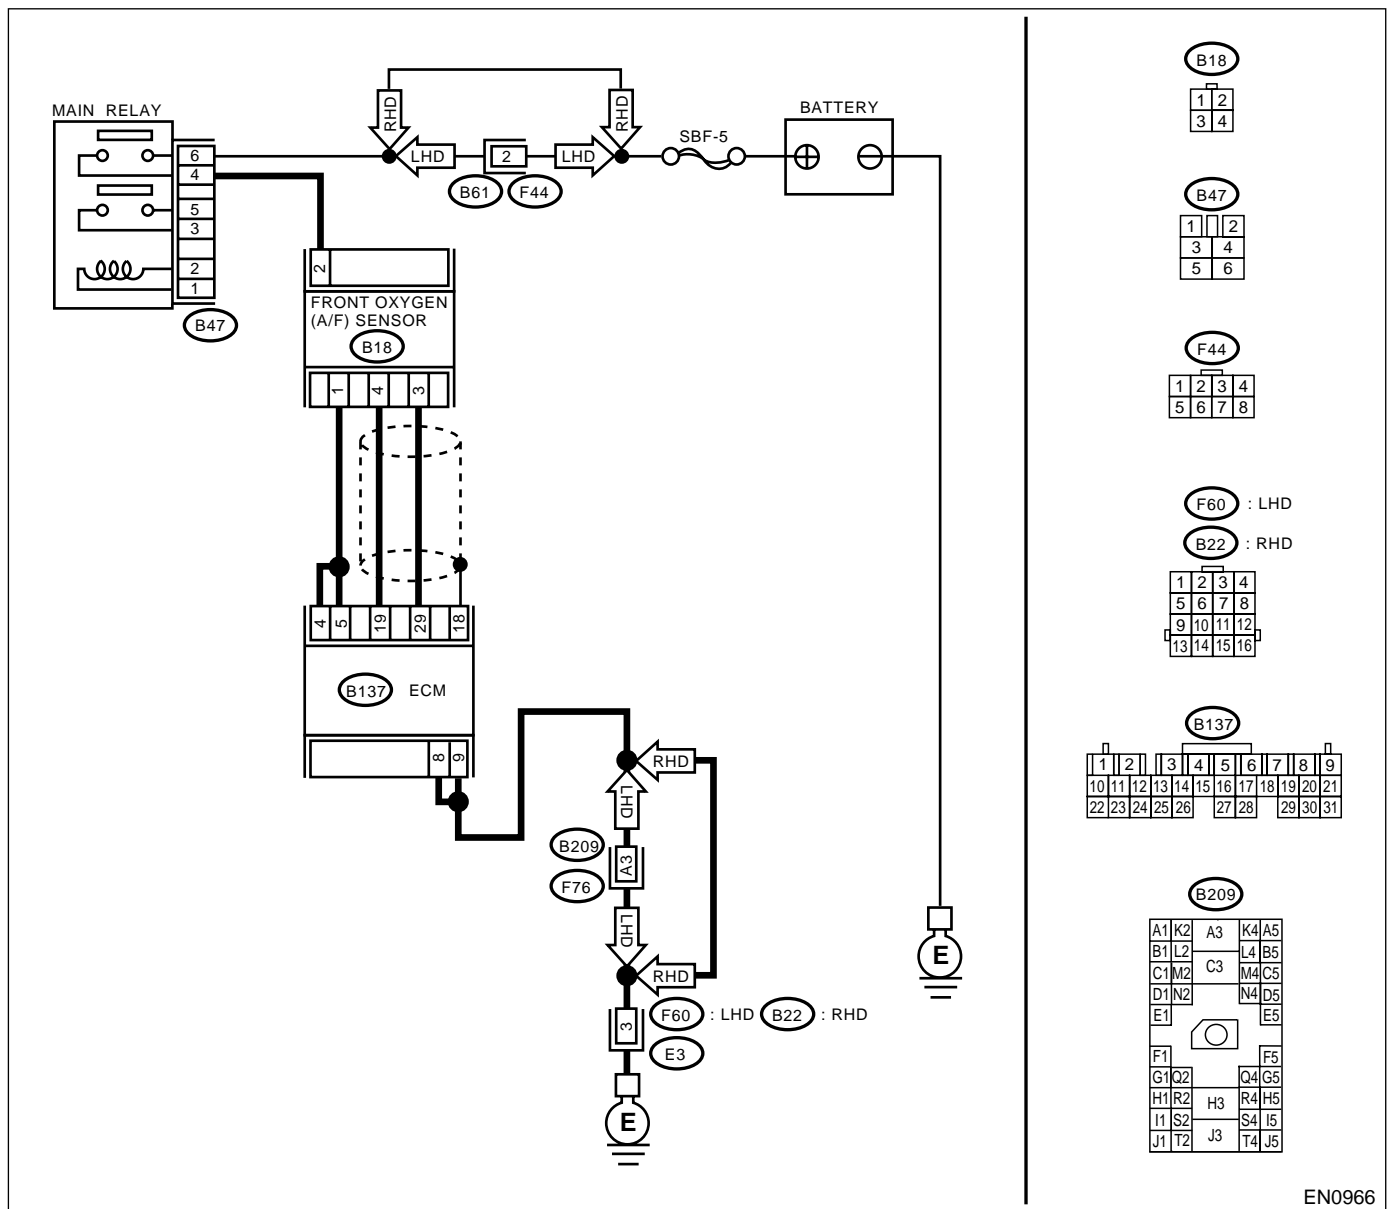 MAIN RELAY
6
4
5
3
2
1
B47
RHD
RHD
LHD
2
LHD
B61
F44
SBF-5
BATTERY
2
FRONT OXYGEN
(A/F) SENSOR
B18
1 4 3
4 5 19 29 18
B137 ECM
8 9
RHD
LHD
B209
A3
F76
LHD
RHD
3
F60 : LHD B22 : RHD
E3
E
E
B18
1 2
3 4
B47
1 2
3 4
5 6
F44
1 2 3 4
5 6 7 8
F60 : LHD
B22 : RHD
1 2 3 4
5 6 7 8
9 10 11 12
13 14 15 16
B137
1 2 3 4 5 6 7 8 9
10 11 12 13 14 15 16 17 18 19 20 21
22 23 24 25 26 27 28 29 30 31
B209
A1 K2 A3 K4 A5
B1 L2 L4 B5
C1 M2 C3 M4 C5
D1 N2 N4 D5
E1 E5
F1 F5
G1 Q2 Q4 G5
H1 R2 H3 R4 H5
I1 S2 S4 I5
J1 T2 J3 T4 J5
EN0966